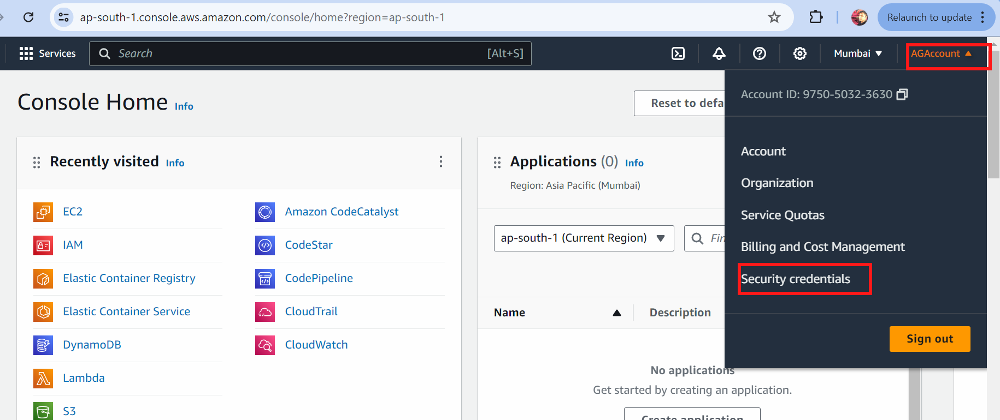 ap-south-1.console.aws.amazon.com/console/home?region=ap-south-1
Relaunch to update
Services
Search
[Alt+S]
Mumbai
AGAccount
Account ID: 9750-5032-3630
Account
Organization
Service Quotas
Billing and Cost Management
Security credentials
Sign out
Console Home Info
Reset to defa
Recently visited Info
EC2
IAM
Elastic Container Registry
Elastic Container Service
DynamoDB
Lambda
S3
Amazon CodeCatalyst
CodeStar
CodePipeline
CloudTrail
CloudWatch
Applications (0) Info
Region: Asia Pacific (Mumbai)
ap-south-1 (Current Region)
Fin
Name
Description
No applications
Get started by creating an application.
Create application